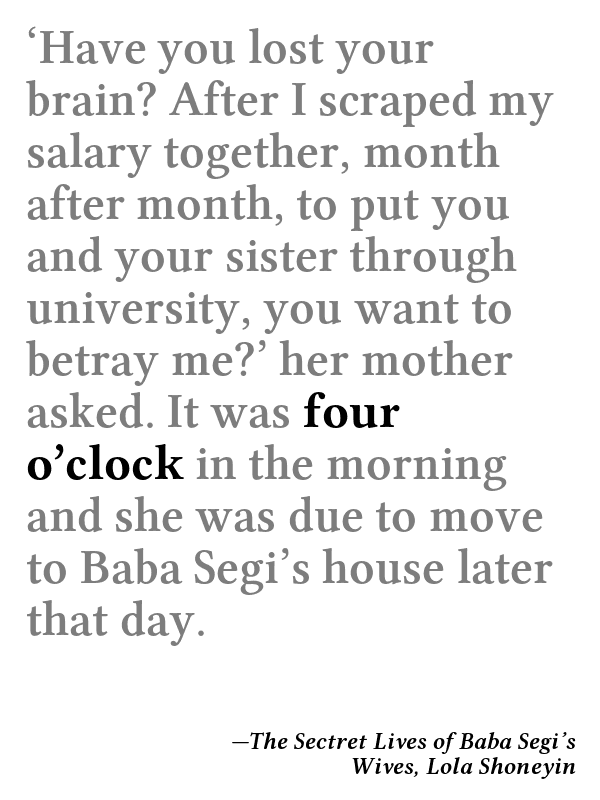 ‘Have you lost your
brain? After I scraped my
salary together, month
after month, to put you
and your sister through
university, you want to
betray me?’ her mother
asked. It was four
o’clock in the morning
and she was due to move
to Baba Segi’s house later
that day.
—The Sectret Lives of Baba Segi’s
Wives, Lola Shoneyin